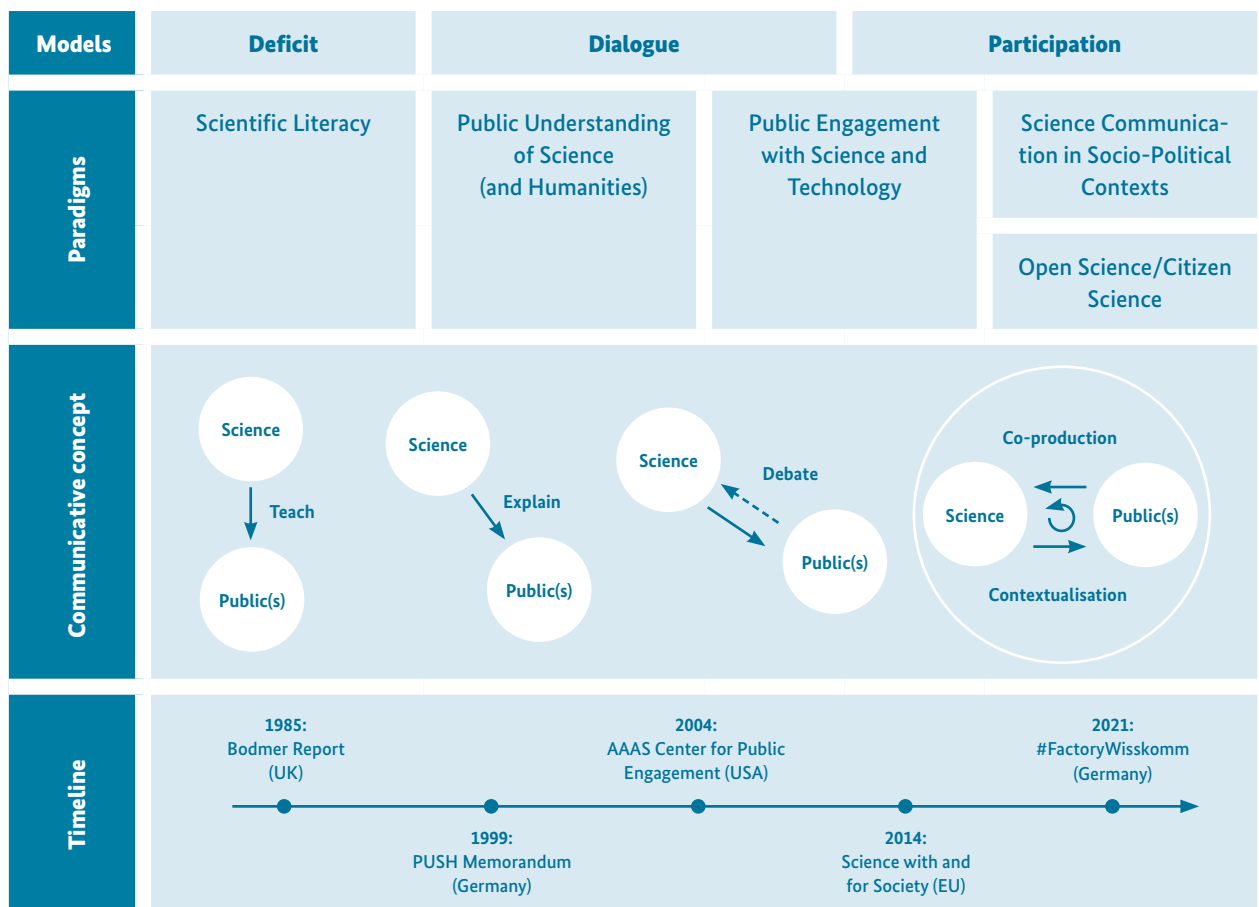 Models
Deficit
Dialogue
Participation
Paradigms
Scientific Literacy
Public Understanding
of Science
(and Humanities)
Public Engagement
with Science and
Technology
Science Communica-
tion in Socio-Political
Contexts
Open Science/Citizen
Science
Communicative concept
Science
Teach
Public(s)
Science
Explain
Public(s)
Science
Debate
Public(s)
Co-production
Science
Public(s)
Contextualisation
Timeline
1985:
Bodmer Report
(UK)
1999:
PUSH Memorandum
(Germany)
2004:
AAAS Center for Public
Engagement (USA)
2014:
Science with and
for Society (EU)
2021:
#FactoryWisskomm
(Germany)